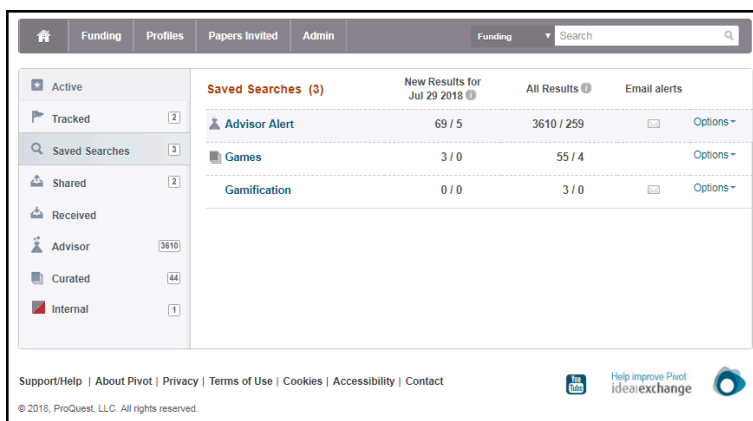 Funding Profiles Papers Invited Admin Funding Search
Active
Tracked 2
Saved Searches 3
Shared 2
Received
Advisor 3610
Curated 44
Internal 1
Saved Searches (3) New Results for Jul 29 2018 All Results Email alerts
Advisor Alert 69 / 5 3610 / 259 Options
Games 3 / 0 55 / 4 Options
Gamification 0 / 0 3 / 0 Options
Support/Help | About Pivot | Privacy | Terms of Use | Cookies | Accessibility | Contact
You Tube
Help improve Pivot
idea|exchange
© 2018, ProQuest, LLC. All rights reserved.